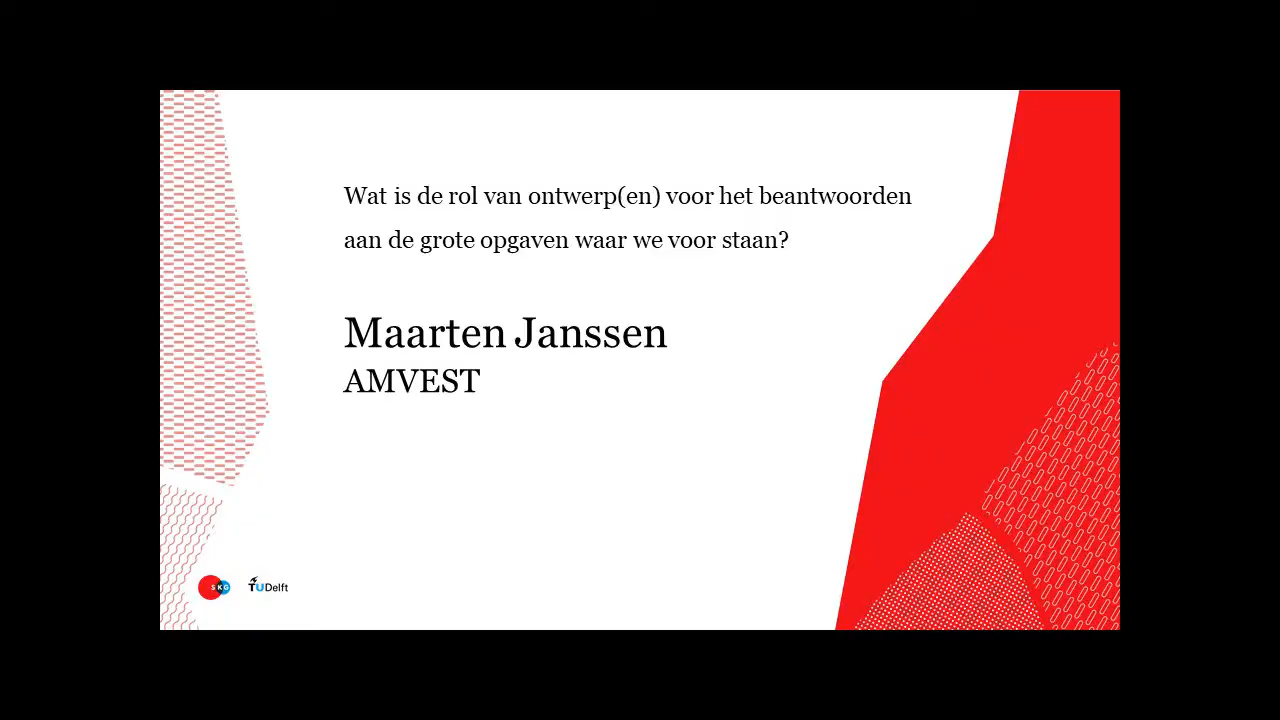 Wat is de rol van ontwerp(en) voor het beantwoorden
aan de grote opgaven waar we voor staan?
Maarten Janssen
AMVEST
SKG
TUDelft